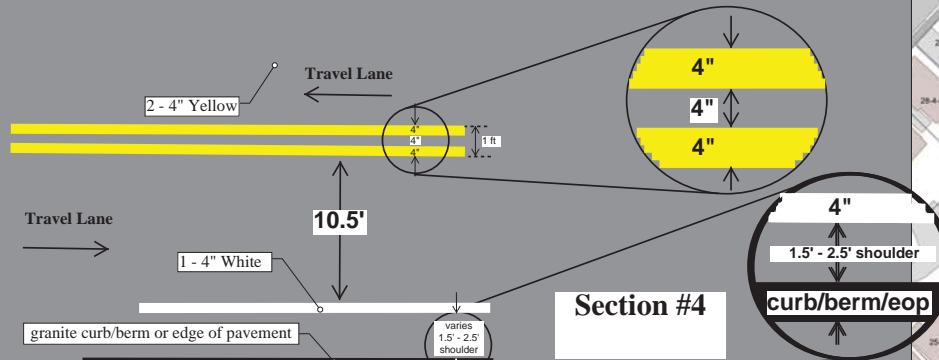 Travel Lane
2 - 4" Yellow
4"
4"
4"
1 ft
4"
4"
4"
10.5'
Travel Lane
1 - 4" White
4"
1.5' - 2.5' shoulder
curb/berm/eop
Section #4
varies
1.5' - 2.5'
shoulder
granite curb/berm or edge of pavement